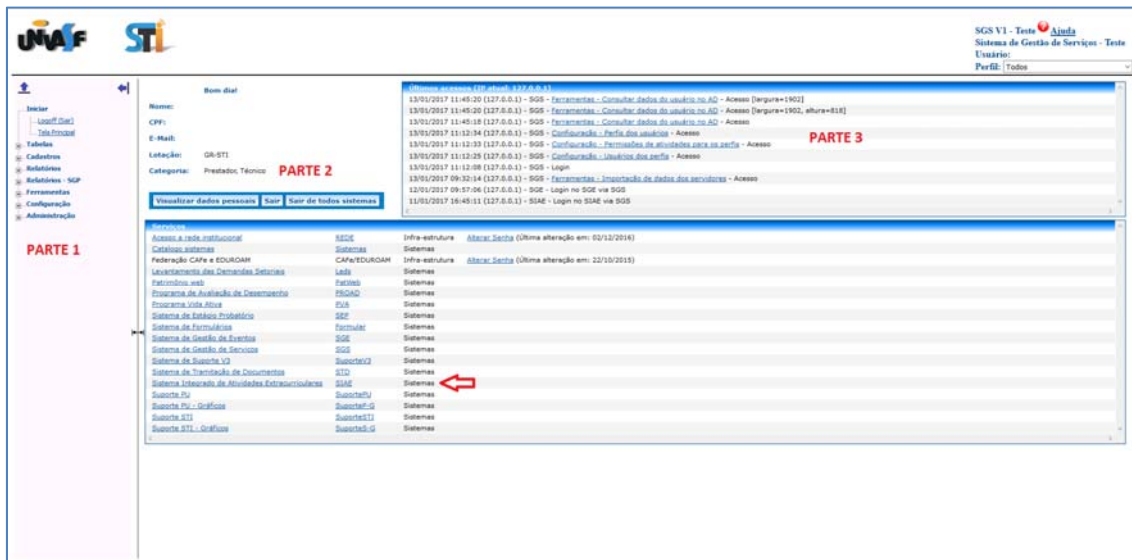 UNIVASF STI
SGS V1 - Teste Ajuda
Sistema de Gestão de Serviços - Teste
Usuário:
Perfil: Todos
Iniciar
Logoff [Sair]
Tela Principal
Tabelas
Cadastros
Relatórios
Relatórios - SGP
Ferramentas
Configuração
Administração
PARTE 1
Bom dia!
Nome:
CPF:
E-Mail:
Lotação: GR-STI
Categoria: Prestador, Técnico
PARTE 2
Visualizar dados pessoais Sair Sair de todos sistemas
Últimos acessos (IP atual: 127.0.0.1)
13/01/2017 11:45:20 (127.0.0.1) - SGS - Ferramentas - Consultar dados do usuário no AD - Acesso [largura=1902]
13/01/2017 11:45:20 (127.0.0.1) - SGS - Ferramentas - Consultar dados do usuário no AD - Acesso [largura=1902, altura=818]
13/01/2017 11:45:18 (127.0.0.1) - SGS - Ferramentas - Consultar dados do usuário no AD - Acesso
13/01/2017 11:12:34 (127.0.0.1) - SGS - Configuração - Perfis dos usuários - Acesso
13/01/2017 11:12:33 (127.0.0.1) - SGS - Configuração - Permissões de atividades para os perfis - Acesso
13/01/2017 11:12:25 (127.0.0.1) - SGS - Configuração - Usuários dos perfis - Acesso
13/01/2017 11:12:08 (127.0.0.1) - SGS - Login
13/01/2017 09:32:14 (127.0.0.1) - SGS - Ferramentas - Importação de dados dos servidores - Acesso
12/01/2017 09:57:06 (127.0.0.1) - SGE - Login no SGE via SGS
11/01/2017 16:45:11 (127.0.0.1) - SIAE - Login no SIAE via SGS
PARTE 3
Serviços
Acesso a rede institucional REDE Infra-estrutura Alterar Senha (Última alteração em: 02/12/2016)
Catalogo sistemas Sistemas Sistemas
Federação CAFe e EDUROAM CAFe/EDUROAM Infra-estrutura Alterar Senha (Última alteração em: 22/10/2015)
Levantamento das Demandas Setoriais Leds Sistemas
Patrimônio web PatWeb Sistemas
Programa de Avaliação de Desempenho PROAD Sistemas
Programa Vida Ativa PVA Sistemas
Sistema de Estágio Probatório SEP Sistemas
Sistema de Formulários Formular Sistemas
Sistema de Gestão de Eventos SGE Sistemas
Sistema de Gestão de Serviços SGS Sistemas
Sistema de Suporte V3 SuporteV3 Sistemas
Sistema de Tramitação de Documentos STD Sistemas
Sistema Integrado de Atividades Extracurriculares SIAE Sistemas
Suporte PU SuportePU Sistemas
Suporte PU - Gráficos SuporteP-G Sistemas
Suporte STI SuporteSTI Sistemas
Suporte STI - Gráficos SuporteS-G Sistemas